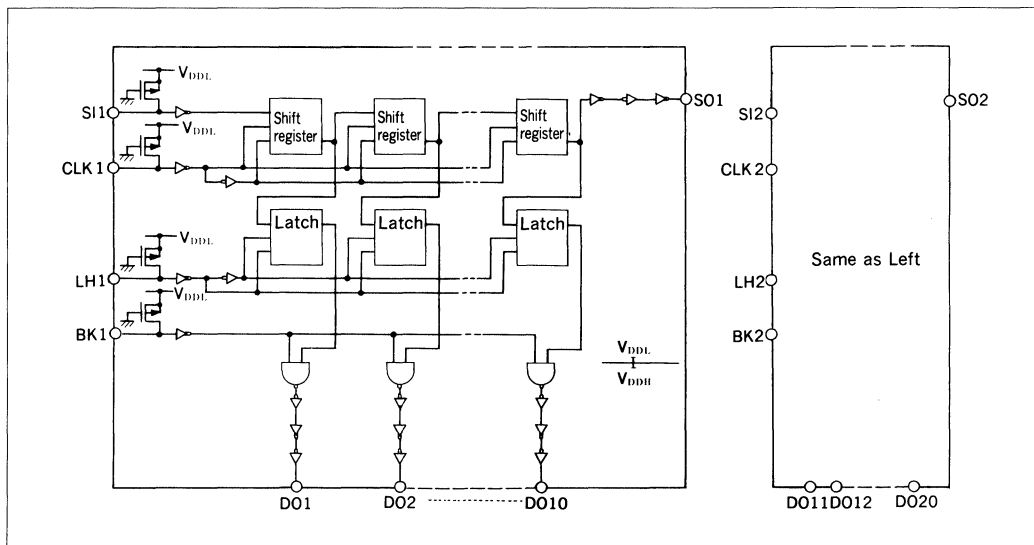 VDDL
SI1
VDDL
CLK1
Shift register
Shift register
Shift register
SO1
Latch
Latch
Latch
VDDL
LH1
VDDL
BK1
VDDL
VDDH
DO1
DO2
DO10
SI2
SO2
CLK2
Same as Left
LH2
BK2
DO11
DO12
DO20